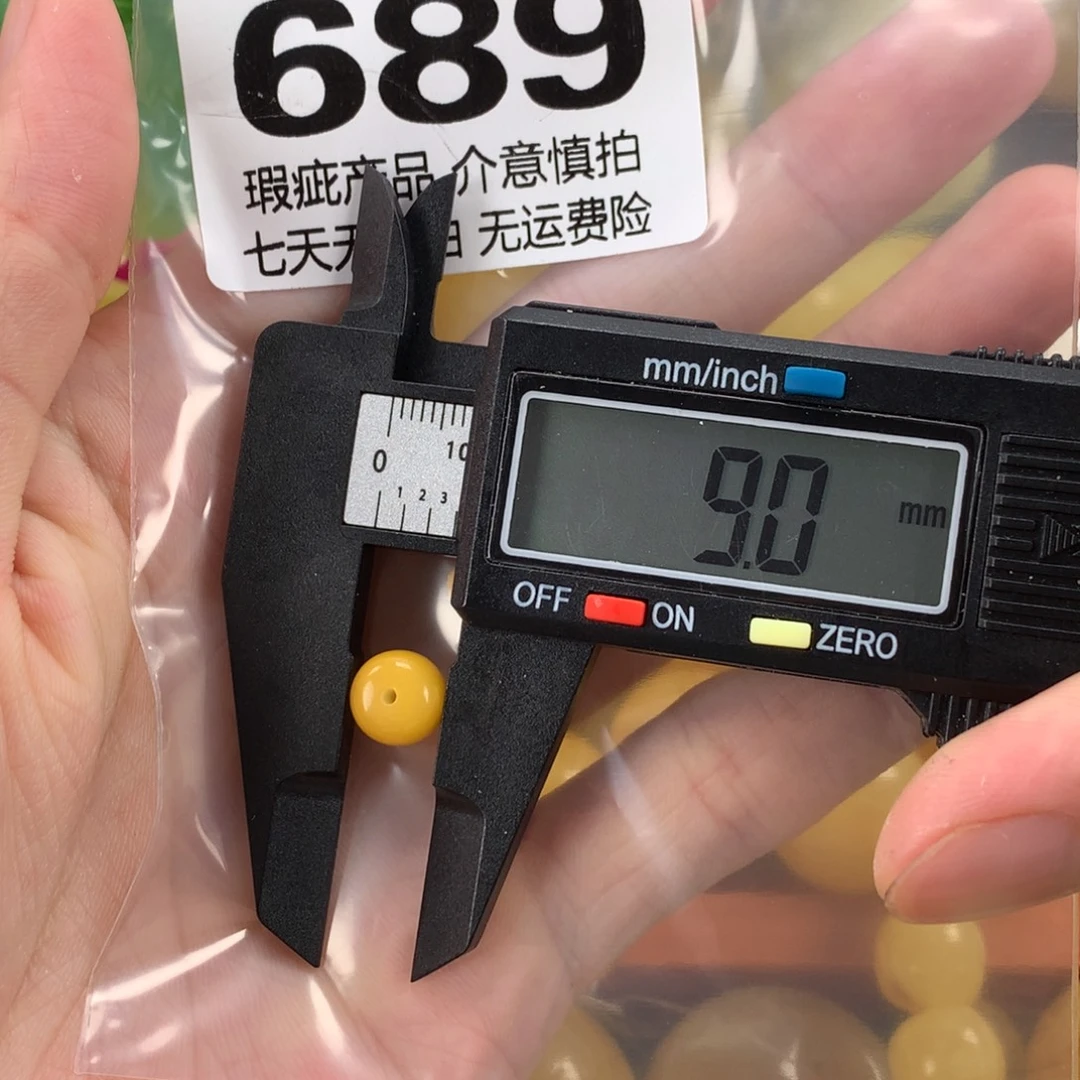 689
瑕疵产品 介意慎拍
七天无 由 无运费险
mm/inch
0 10
1 2 3
9.0 mm
OFF ON ZERO